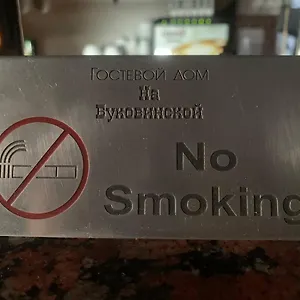 Гостевой дом
На
Буковинской
No
Smoking